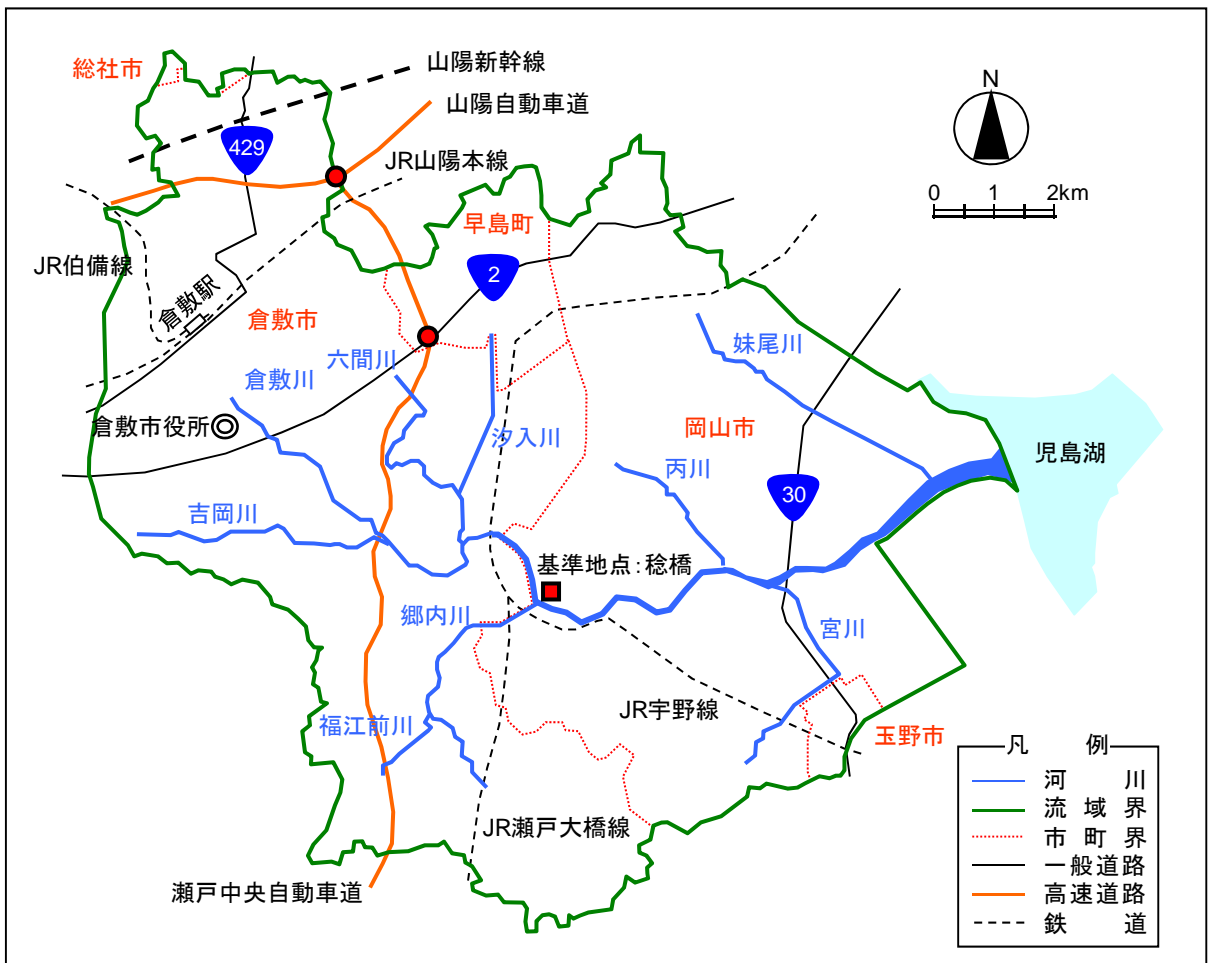 総社市
山陽新幹線
山陽自動車道
429
JR山陽本線
N
0 1 2km
早島町
JR伯備線
2
倉敷駅
倉敷市
六間川
妹尾川
倉敷川
倉敷市役所
汐入川
岡山市
児島湖
丙川
30
吉岡川
基準地点:稔橋
郷内川
宮川
福江前川
JR宇野線
玉野市
JR瀬戸大橋線
瀬戸中央自動車道
凡 例
河 川
流域界
市町界
一般道路
高速道路
鉄 道